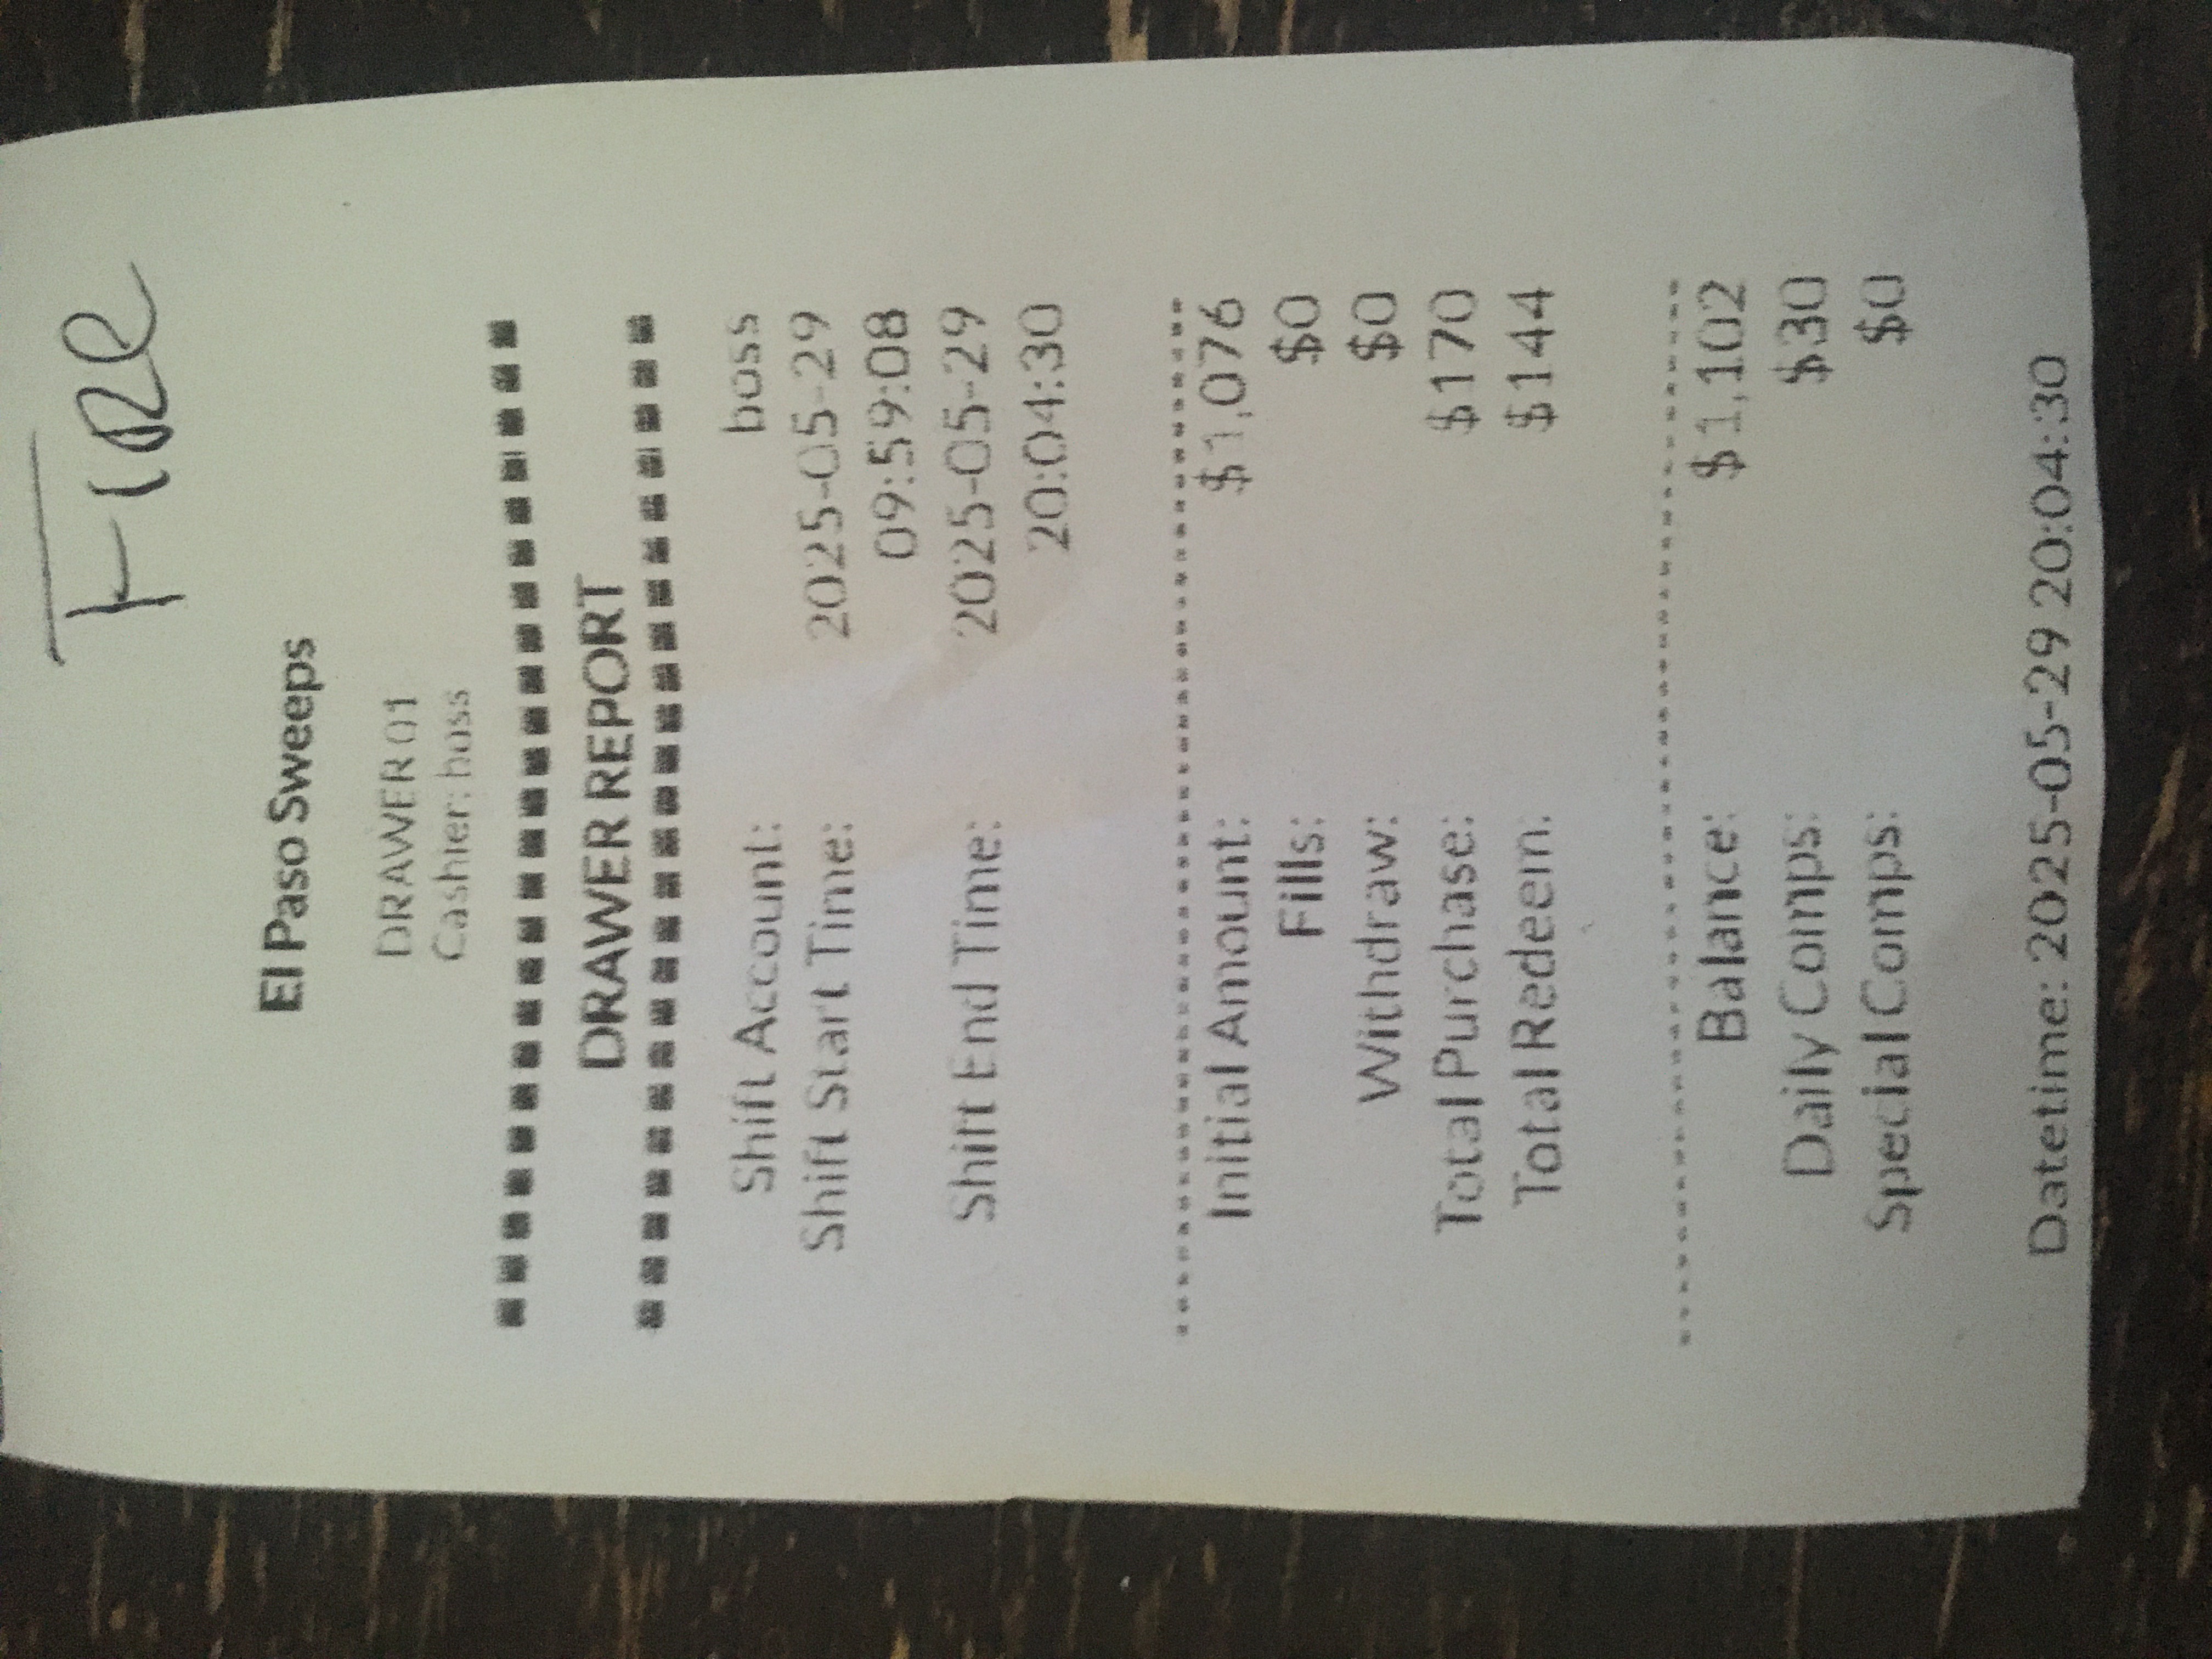 FIRE
El Paso Sweeps
DRAWER 01
Cashier: boss
DRAWER REPORT
Shift Account: boss
Shift Start Time: 2025-05-29
09:59:08
Shift End Time: 2025-05-29
20:04:30
Initial Amount: $1,076
Fills: $0
Withdraw: $0
Total Purchase: $170
Total Redeem: $144
Balance: $1,102
Daily Comps: $30
Special Comps: $0
Datetime: 2025-05-29 20:04:30